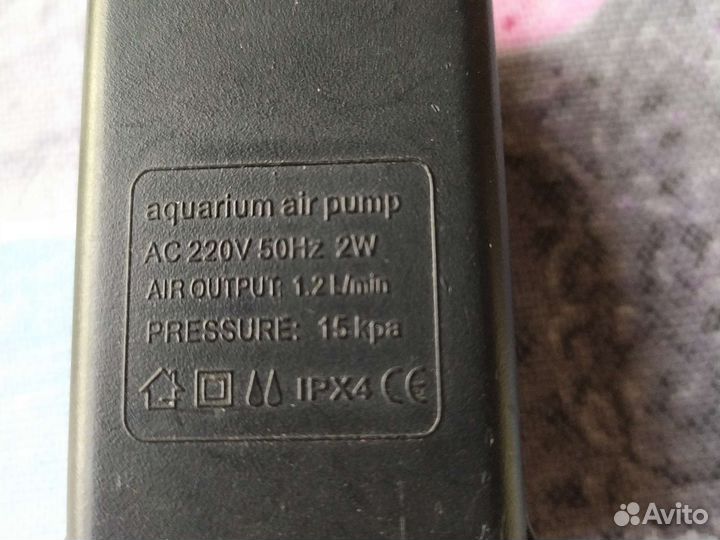 aquarium air pump
AC 220V 50Hz 2W
AIR OUTPUT: 1.2 L/min
PRESSURE: 15 kpa
IPX4 CE
Avito